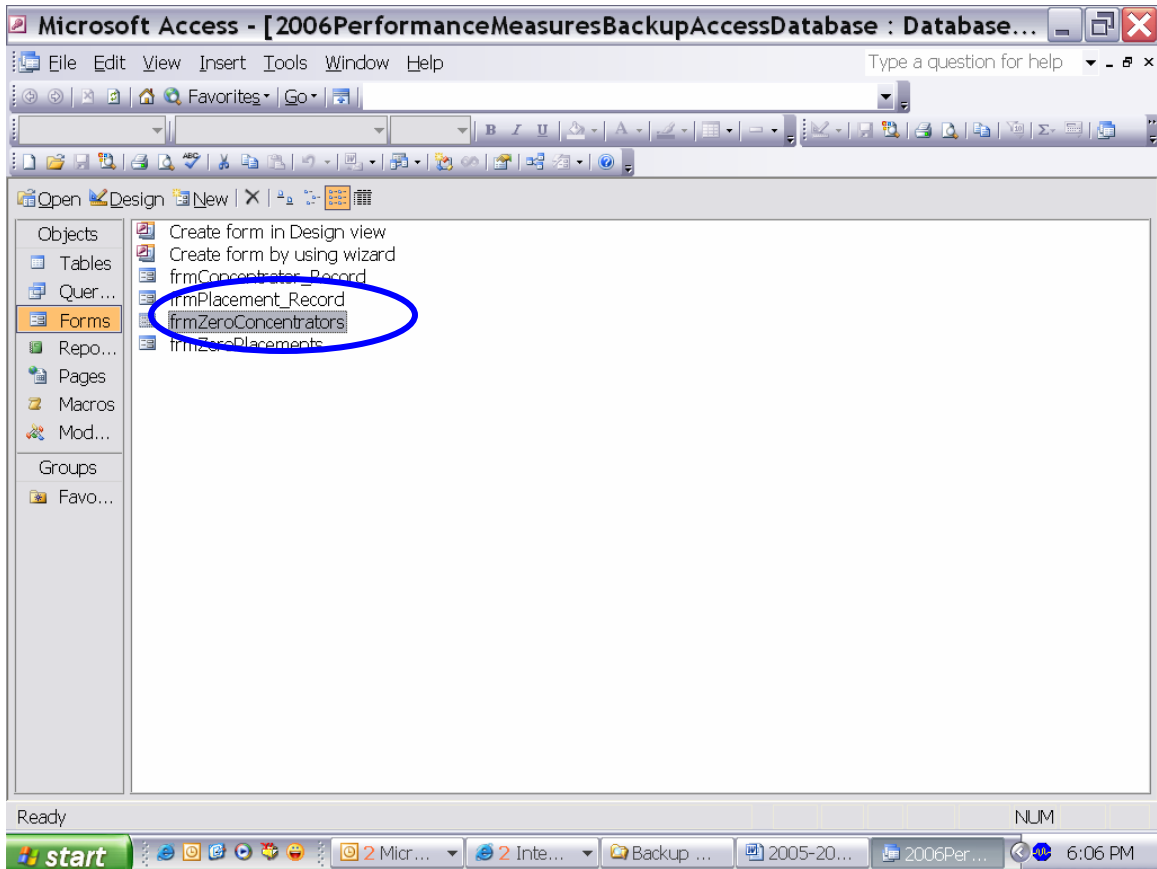 Microsoft Access - [2006PerformanceMeasuresBackupAccessDatabase : Database...
File Edit View Insert Tools Window Help Type a question for help
Favorites Go
B I U A
ABC
Open Design New
Objects
Tables
Quer...
Forms
Repo...
Pages
Macros
Mod...
Groups
Favo...
Create form in Design view
Create form by using wizard
frmConcentrator_Record
frmPlacement_Record
frmZeroConcentrators
frmZeroPlacements
Ready NUM
start 2 Micr... 2 Inte... Backup ... 2005-20... 2006Per... 6:06 PM